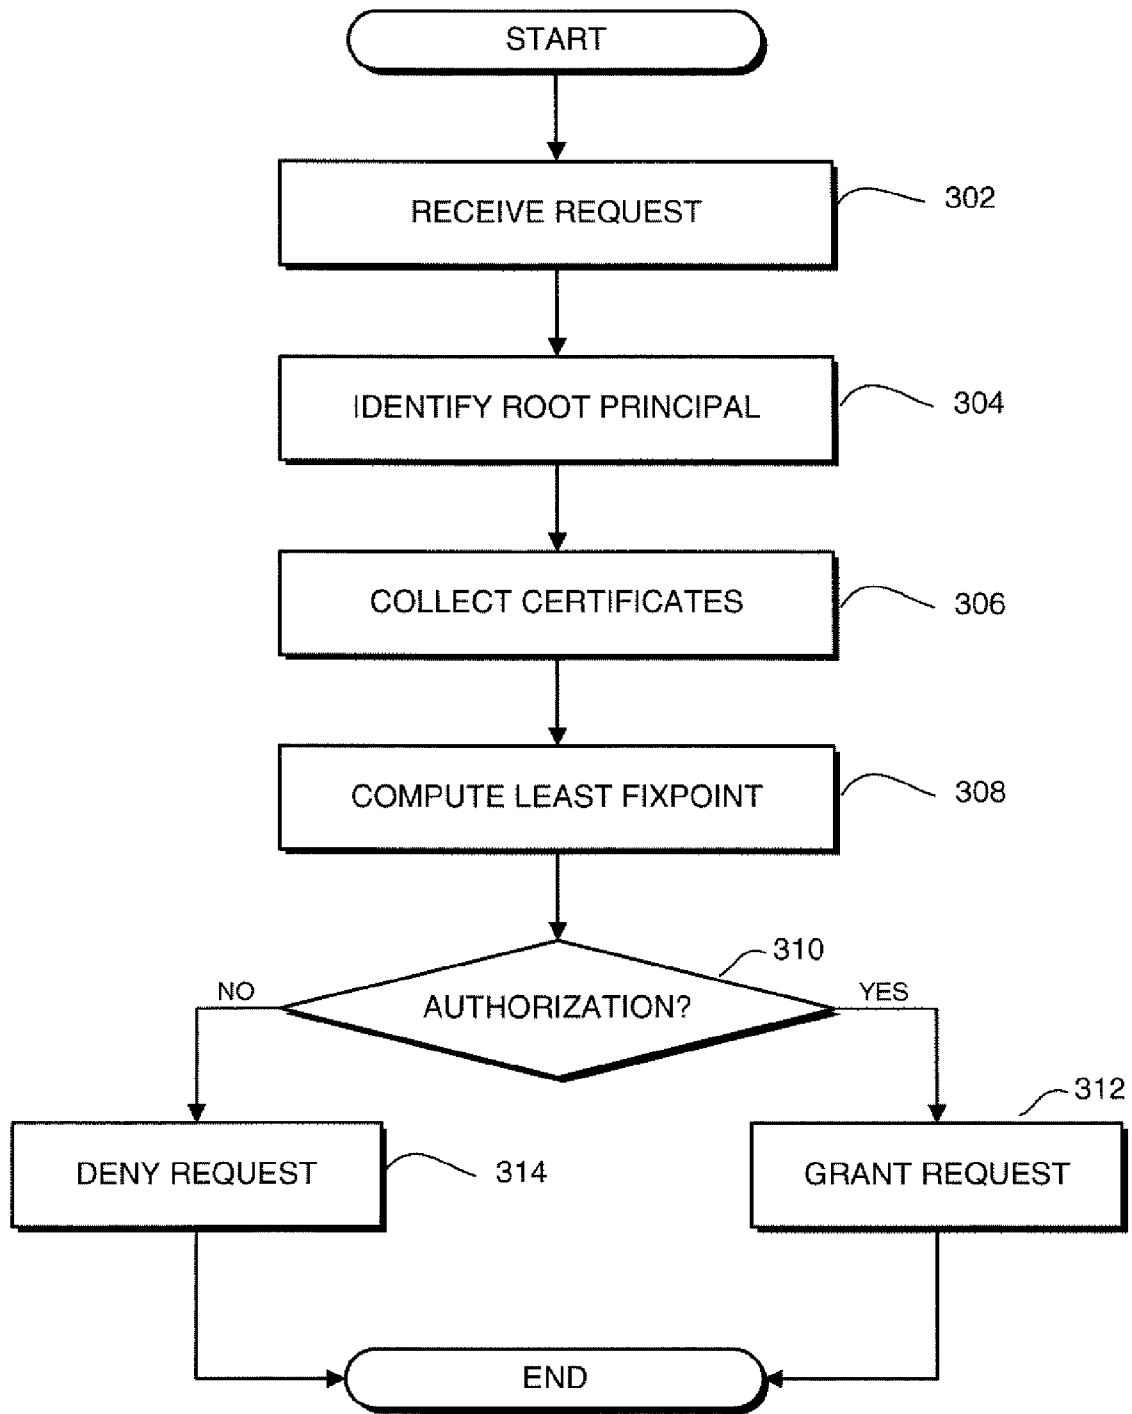 START
RECEIVE REQUEST
302
IDENTIFY ROOT PRINCIPAL
304
COLLECT CERTIFICATES
306
COMPUTE LEAST FIXPOINT
308
310
NO
AUTHORIZATION?
YES
312
DENY REQUEST
314
GRANT REQUEST
END